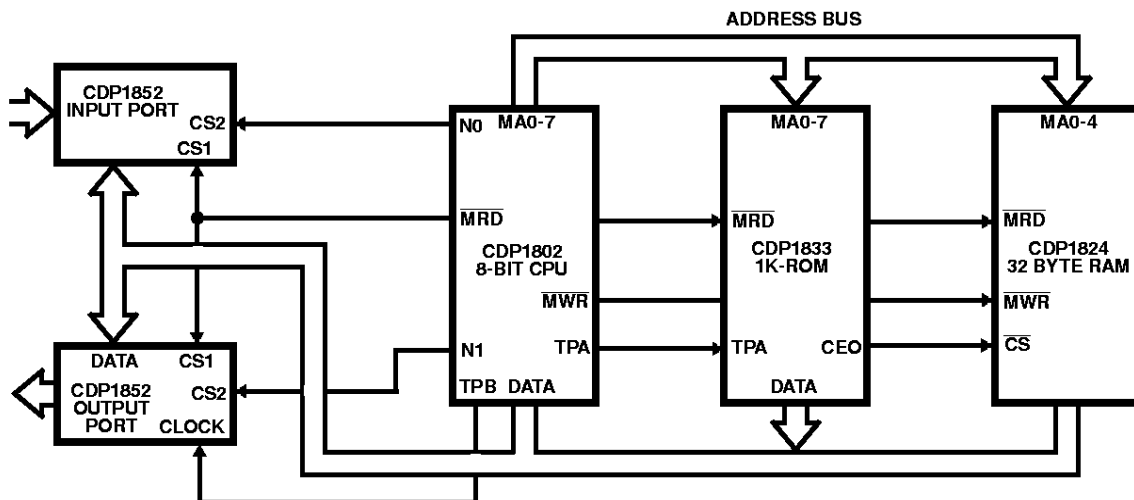 ADDRESS BUS
CDP1852
INPUT PORT
CS2
CS1
N0
MA0-7
MRD
CDP1802
8-BIT CPU
MWR
TPA
N1
TPB DATA
MA0-7
MRD
CDP1833
1K-ROM
TPA
CEO
DATA
MA0-4
MRD
CDP1824
32 BYTE RAM
MWR
CS
DATA
CS1
CDP1852
OUTPUT
PORT
CS2
CLOCK